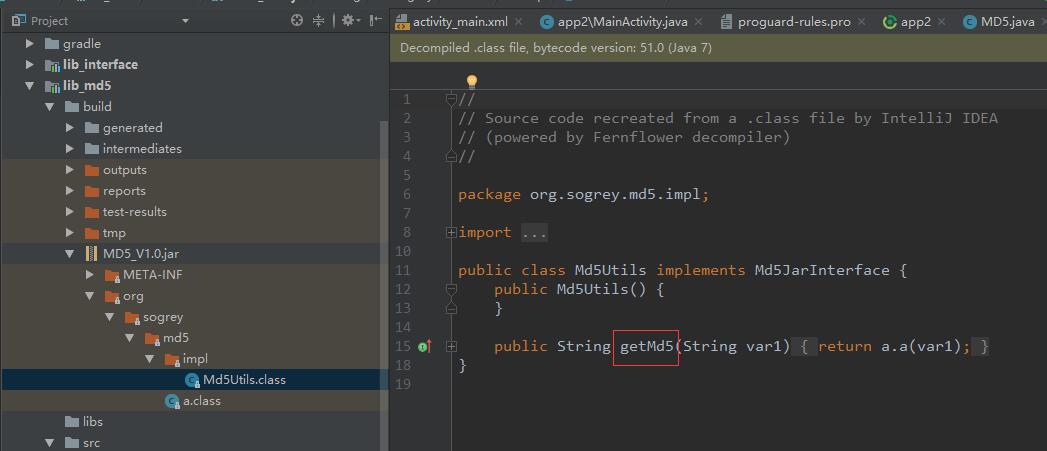 Project
activity_main.xml
app2\MainActivity.java
proguard-rules.pro
app2
MD5.java
Decompiled .class file, bytecode version: 51.0 (Java 7)
gradle
lib_interface
lib_md5
build
generated
intermediates
outputs
reports
test-results
tmp
MD5_V1.0.jar
META-INF
org
sogrey
md5
impl
Md5Utils.class
a.class
libs
src
1 //
2 // Source code recreated from a .class file by IntelliJ IDEA
3 // (powered by Fernflower decompiler)
4 //
5
6 package org.sogrey.md5.impl;
7
8 import ...
10
11 public class Md5Utils implements Md5JarInterface {
12 public Md5Utils() {
13 }
14
15 public String getMd5(String var1) { return a.a(var1); }
18 }
19